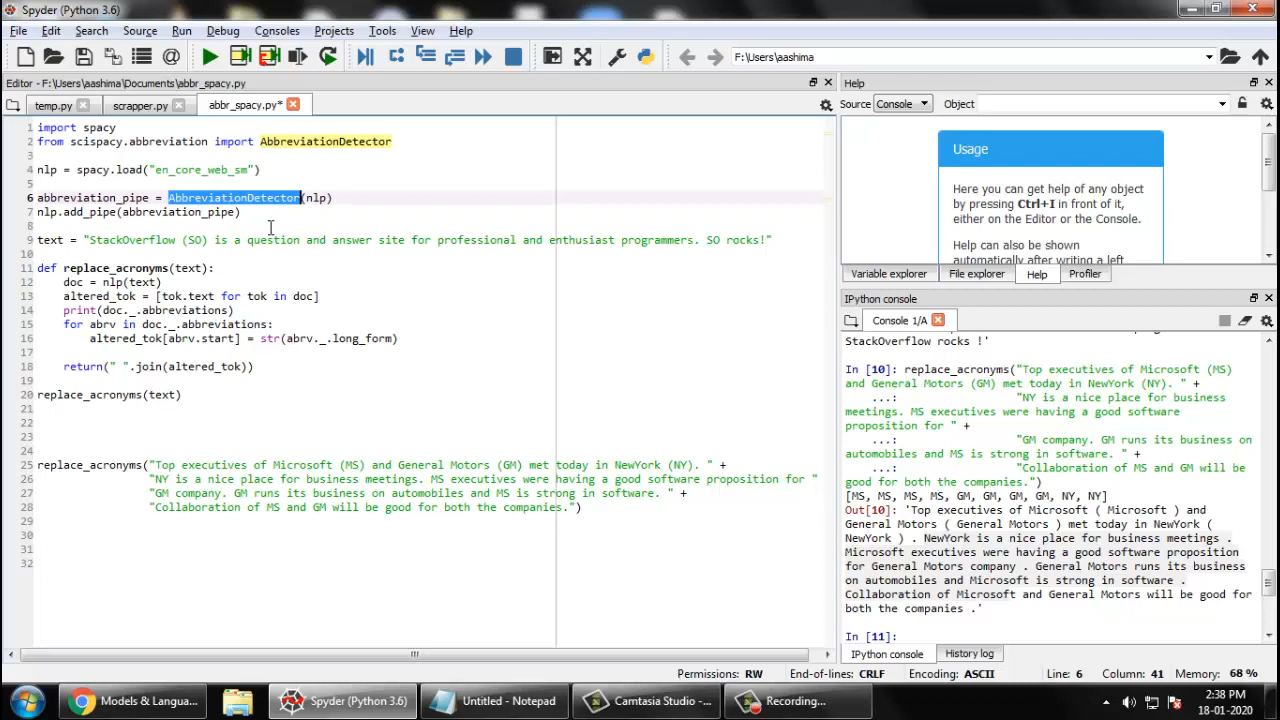 Spyder (Python 3.6)
File Edit Search Source Run Debug Consoles Projects Tools View Help
F:\Users\aashima
Editor - F:\Users\aashima\Documents\abbr_spacy.py
temp.py scrapper.py abbr_spacy.py*
1 import spacy
2 from scispacy.abbreviation import AbbreviationDetector
3
4 nlp = spacy.load("en_core_web_sm")
5
6 abbreviation_pipe = AbbreviationDetector(nlp)
7 nlp.add_pipe(abbreviation_pipe)
8
9 text = "StackOverflow (SO) is a question and answer site for professional and enthusiast programmers. SO rocks!"
10
11 def replace_acronyms(text):
12 doc = nlp(text)
13 altered_tok = [tok.text for tok in doc]
14 print(doc._.abbreviations)
15 for abrv in doc._.abbreviations:
16 altered_tok[abrv.start] = str(abrv._.long_form)
17
18 return(" ".join(altered_tok))
19
20 replace_acronyms(text)
21
22
23
24
25 replace_acronyms("Top executives of Microsoft (MS) and General Motors (GM) met today in NewYork (NY). " +
26 "NY is a nice place for business meetings. MS executives were having a good software proposition for "
27 "GM company. GM runs its business on automobiles and MS is strong in software. " +
28 "Collaboration of MS and GM will be good for both the companies.")
29
30
31
32
Help
Source Console Object
Usage
Here you can get help of any object
by pressing Ctrl+I in front of it,
either on the Editor or the Console.
Help can also be shown
automatically after writing a left
Variable explorer File explorer Help Profiler
IPython console
Console 1/A
StackOverflow rocks !'
In [10]: replace_acronyms("Top executives of Microsoft (MS)
and General Motors (GM) met today in NewYork (NY). " +
...: "NY is a nice place for business
meetings. MS executives were having a good software
proposition for " +
...: "GM company. GM runs its business on
automobiles and MS is strong in software. " +
...: "Collaboration of MS and GM will be
good for both the companies.")
[MS, MS, MS, MS, GM, GM, GM, GM, NY, NY]
Out[10]: 'Top executives of Microsoft ( Microsoft ) and
General Motors ( General Motors ) met today in NewYork (
NewYork ) . NewYork is a nice place for business meetings .
Microsoft executives were having a good software proposition
for General Motors company . General Motors runs its business
on automobiles and Microsoft is strong in software .
Collaboration of Microsoft and General Motors will be good for
both the companies .'
In [11]:
IPython console History log
Permissions: RW End-of-lines: CRLF Encoding: ASCII Line: 6 Column: 41 Memory: 68 %
Models & Langua... Spyder (Python 3.6) Untitled - Notepad Camtasia Studio -... Recording...
2:38 PM
18-01-2020